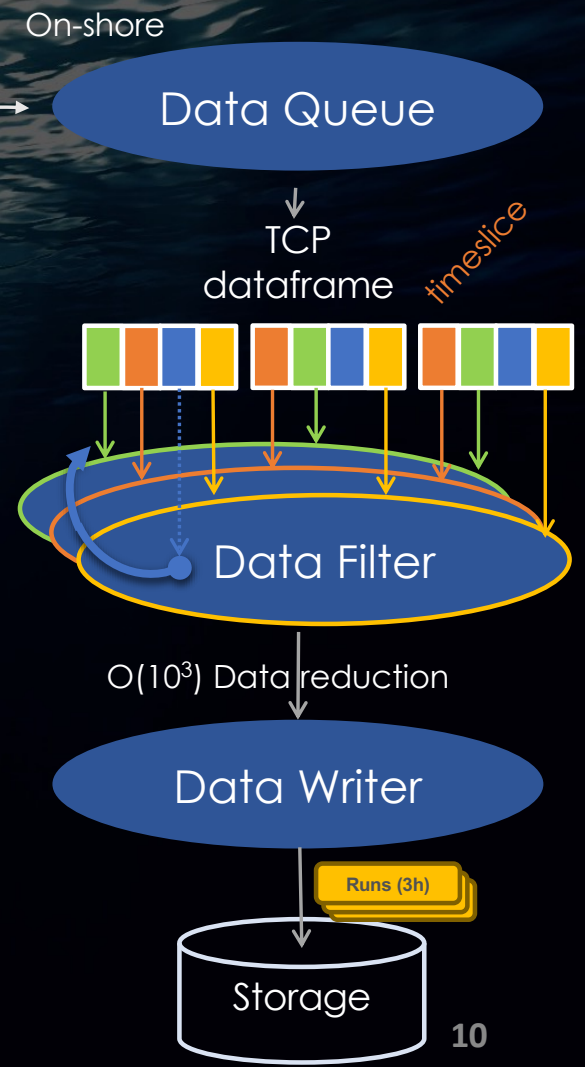 On-shore
Data Queue
TCP
dataframe
timeslice
Data Filter
O(10³) Data reduction
Data Writer
Runs (3h)
Storage
10